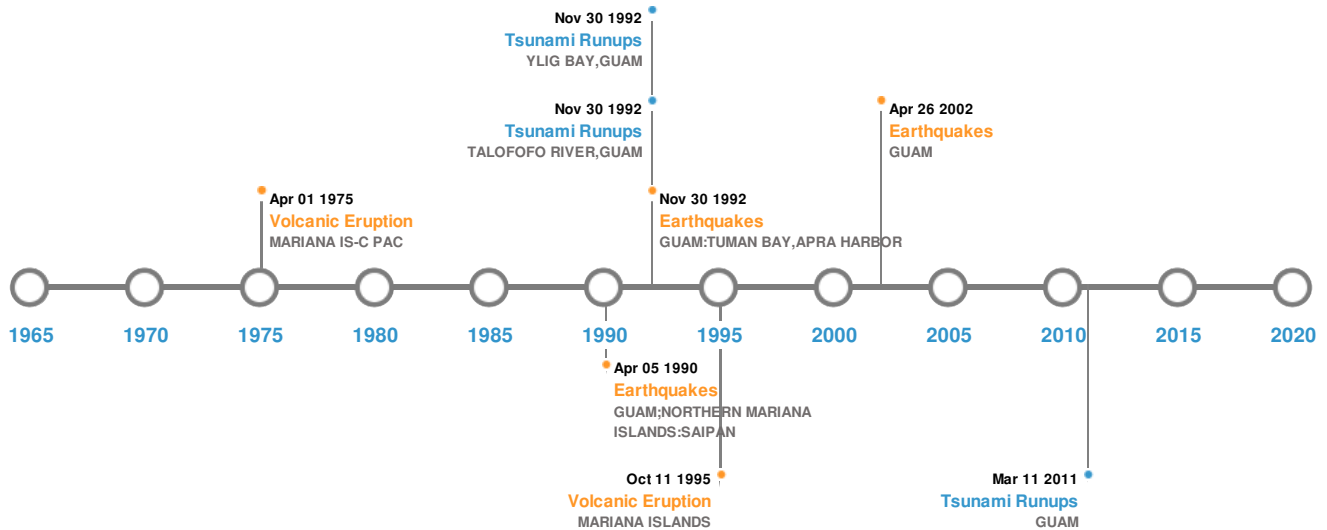 Nov 30 1992
Tsunami Runups
YLIG BAY,GUAM
Nov 30 1992
Tsunami Runups
TALOFOFO RIVER,GUAM
Apr 26 2002
Earthquakes
GUAM
Apr 01 1975
Volcanic Eruption
MARIANA IS-C PAC
Nov 30 1992
Earthquakes
GUAM:TUMAN BAY,APRA HARBOR
1965 1970 1975 1980 1985 1990 1995 2000 2005 2010 2015 2020
Apr 05 1990
Earthquakes
GUAM;NORTHERN MARIANA
ISLANDS:SAIPAN
Oct 11 1995
Volcanic Eruption
MARIANA ISLANDS
Mar 11 2011
Tsunami Runups
GUAM